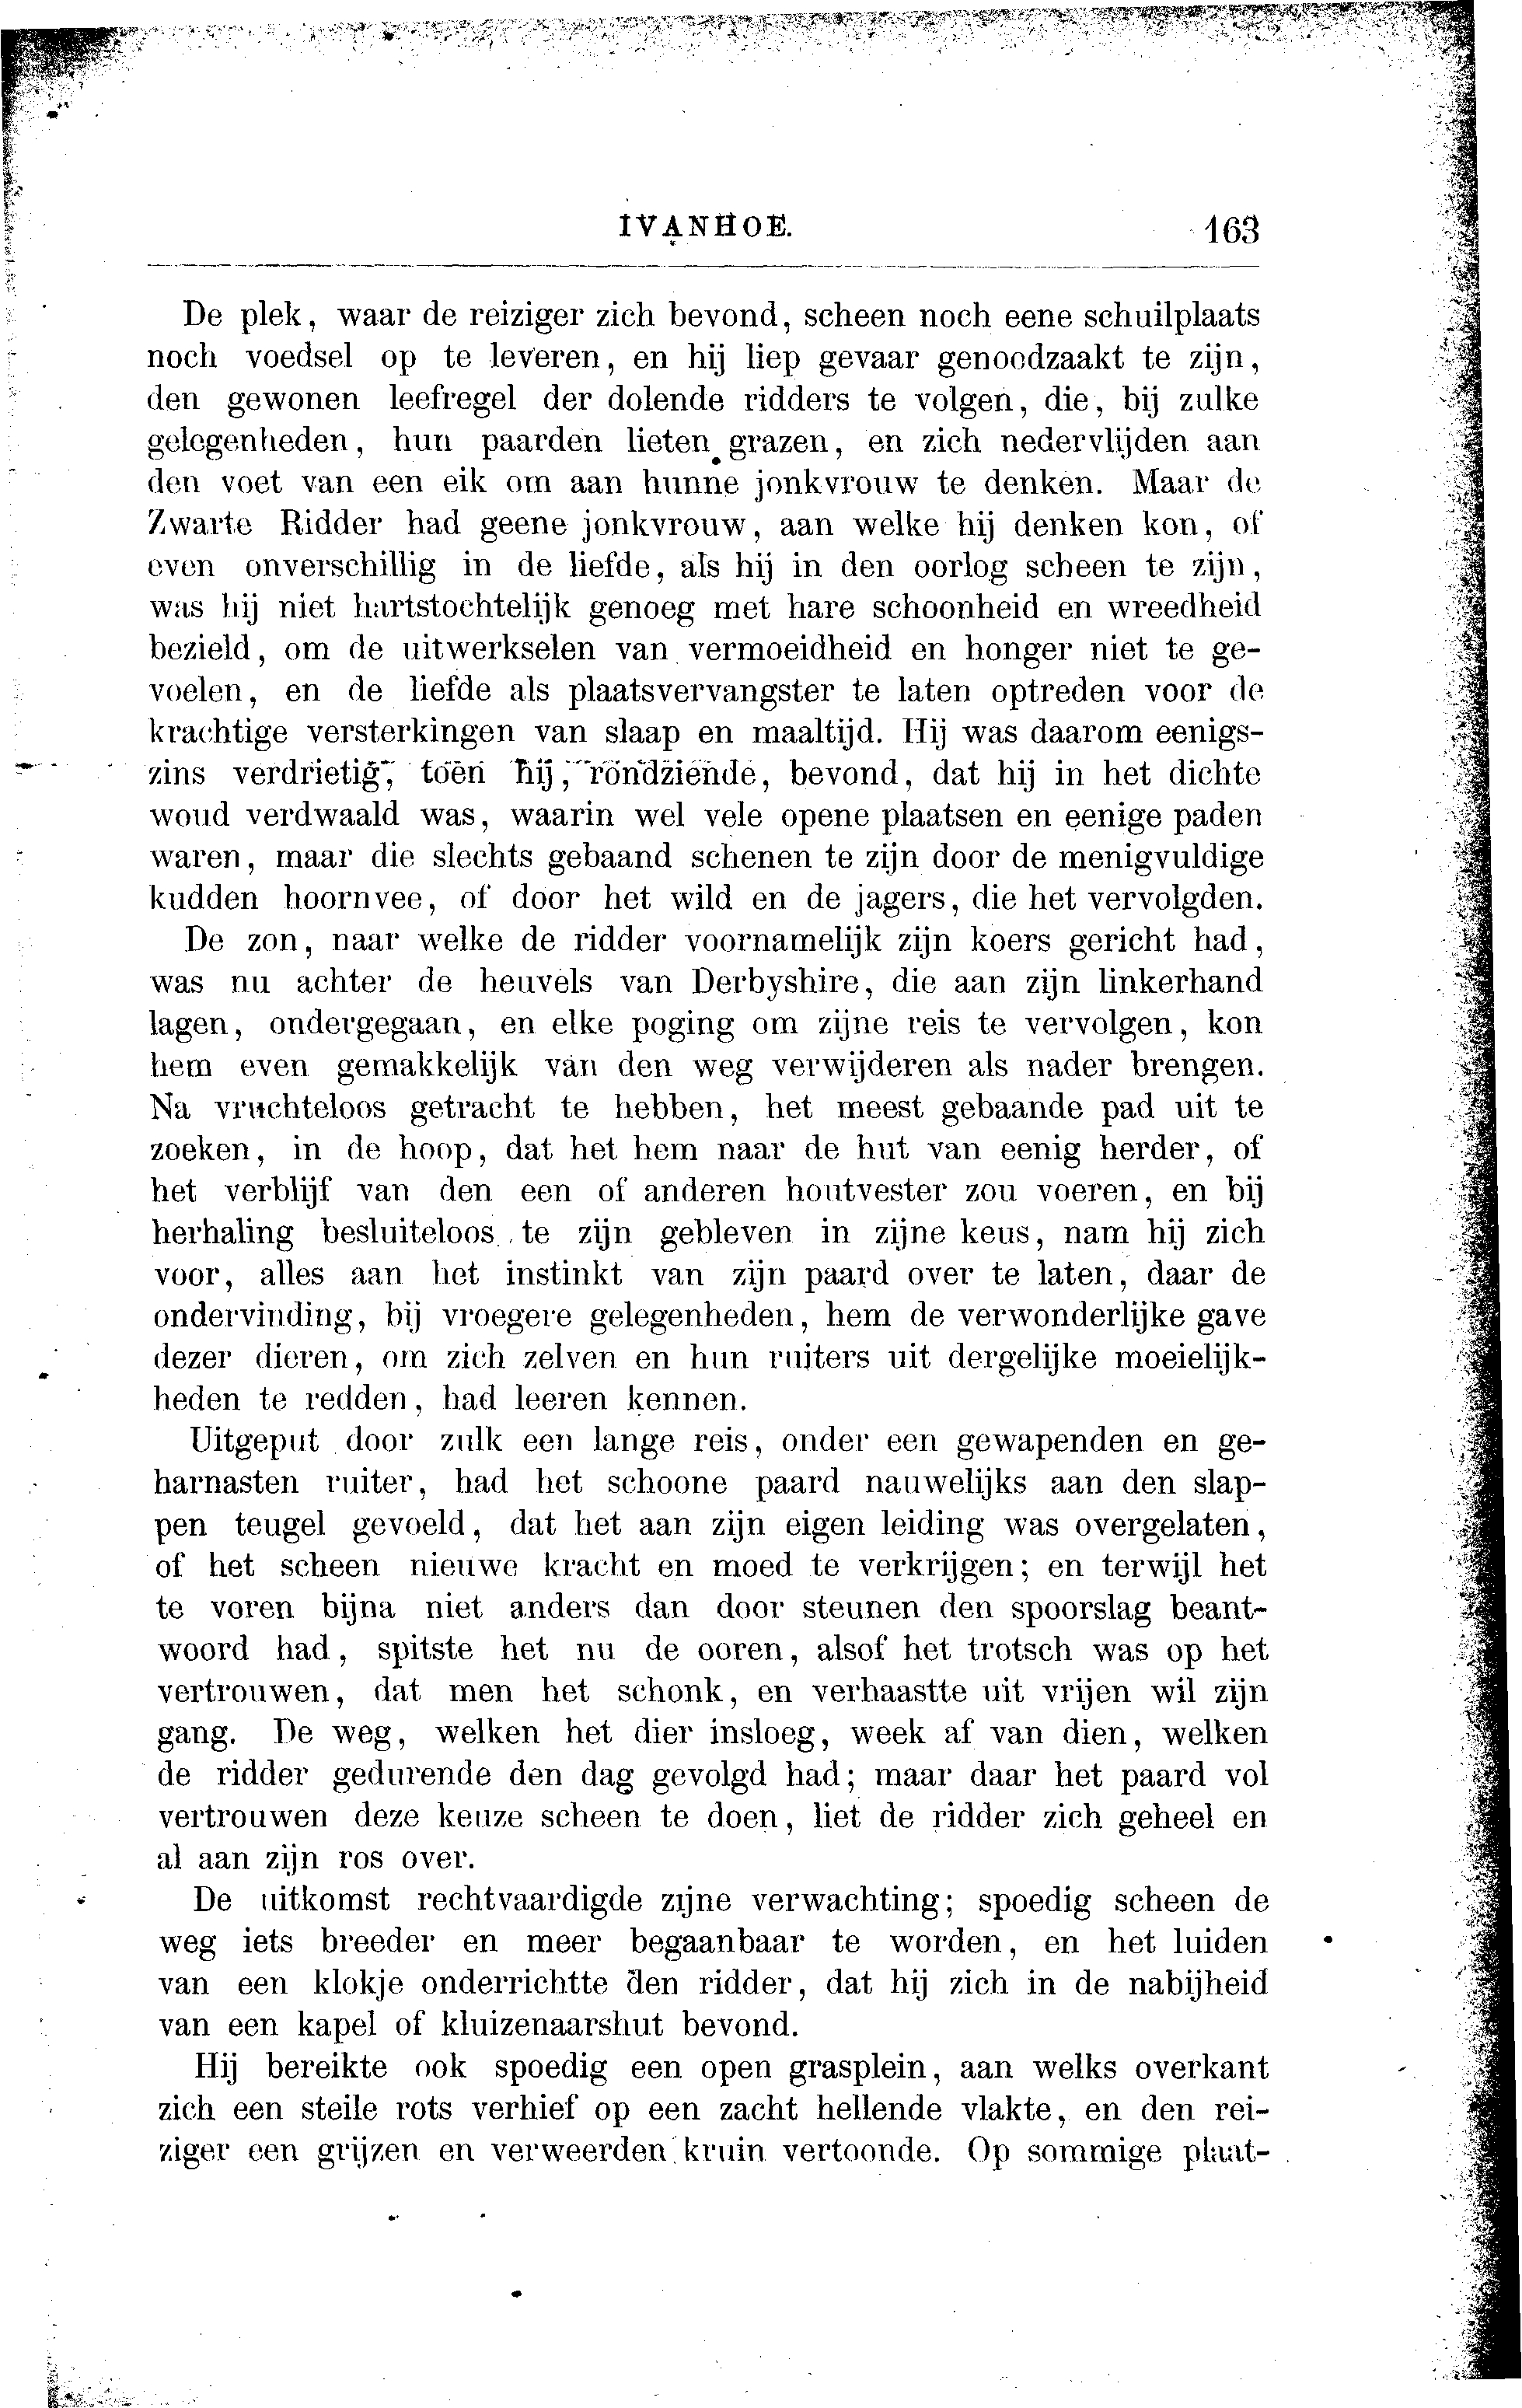 IVANHOE. 163
De plek, waar de reiziger zich bevond, scheen noch eene schuilplaats
noch voedsel op te leveren, en hij liep gevaar genoodzaakt te zijn,
den gewonen leefregel der dolende ridders te volgen, die, bij zulke
gelegenheden, hun paarden lieten grazen, en zich nedervlijden aan
den voet van een eik om aan hunne jonkvrouw te denken. Maar de
Zwarte Ridder had geene jonkvrouw, aan welke hij denken kon, of
even onverschillig in de liefde, als hij in den oorlog scheen te zijn,
was hij niet hartstochtelijk genoeg met hare schoonheid en wreedheid
bezield, om de uitwerkselen van vermoeidheid en honger niet te ge-
voelen, en de liefde als plaatsvervangster te laten optreden voor de
krachtige versterkingen van slaap en maaltijd. Hij was daarom eenigs-
zins verdrietig, toen hij, rondziende, bevond, dat hij in het dichte
woud verdwaald was, waarin wel vele opene plaatsen en eenige paden
waren, maar die slechts gebaand schenen te zijn door de menigvuldige
kudden hoornvee, of door het wild en de jagers, die het vervolgden.
De zon, naar welke de ridder voornamelijk zijn koers gericht had,
was nu achter de heuvels van Derbyshire, die aan zijn linkerhand
lagen, ondergegaan, en elke poging om zijne reis te vervolgen, kon
hem even gemakkelijk van den weg verwijderen als nader brengen.
Na vruchteloos getracht te hebben, het meest gebaande pad uit te
zoeken, in de hoop, dat het hem naar de hut van eenig herder, of
het verblijf van den een of anderen houtvester zou voeren, en bij
herhaling besluiteloos te zijn gebleven in zijne keus, nam hij zich
voor, alles aan het instinkt van zijn paard over te laten, daar de
ondervinding, bij vroegere gelegenheden, hem de verwonderlijke gave
dezer dieren, om zich zelven en hun ruiters uit dergelijke moeielijk-
heden te redden, had leeren kennen.
Uitgeput door zulk een lange reis, onder een gewapenden en ge-
harnasten ruiter, had het schoone paard nauwelijks aan den slap-
pen teugel gevoeld, dat het aan zijn eigen leiding was overgelaten,
of het scheen nieuwe kracht en moed te verkrijgen; en terwijl het
te voren bijna niet anders dan door steunen den spoorslag beant-
woord had, spitste het nu de ooren, alsof het trotsch was op het
vertrouwen, dat men het schonk, en verhaastte uit vrijen wil zijn
gang. De weg, welken het dier insloeg, week af van dien, welken
de ridder gedurende den dag gevolgd had; maar daar het paard vol
vertrouwen deze keuze scheen te doen, liet de ridder zich geheel en
al aan zijn ros over.
De uitkomst rechtvaardigde zijne verwachting; spoedig scheen de
weg iets breeder en meer begaanbaar te worden, en het luiden
van een klokje onderrichtte den ridder, dat hij zich in de nabijheid
van een kapel of kluizenaarshut bevond.
Hij bereikte ook spoedig een open grasplein, aan welks overkant
zich een steile rots verhief op een zacht hellende vlakte, en den rei-
ziger een grijzen en verweerden kruin vertoonde. Op sommige plaat-